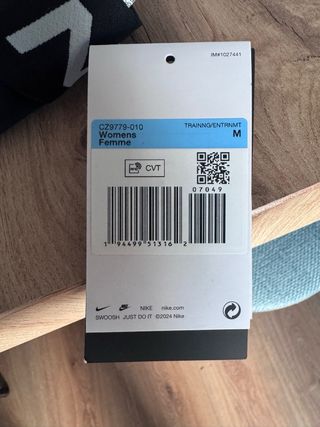 IM#1027441
CZ9779-010 TRAINNG/ENTRNMT
Womens M
Femme
CVT
07049
1 94499 51316 2
NIKE nike.com
SWOOSH JUST DO IT ©2024 Nike